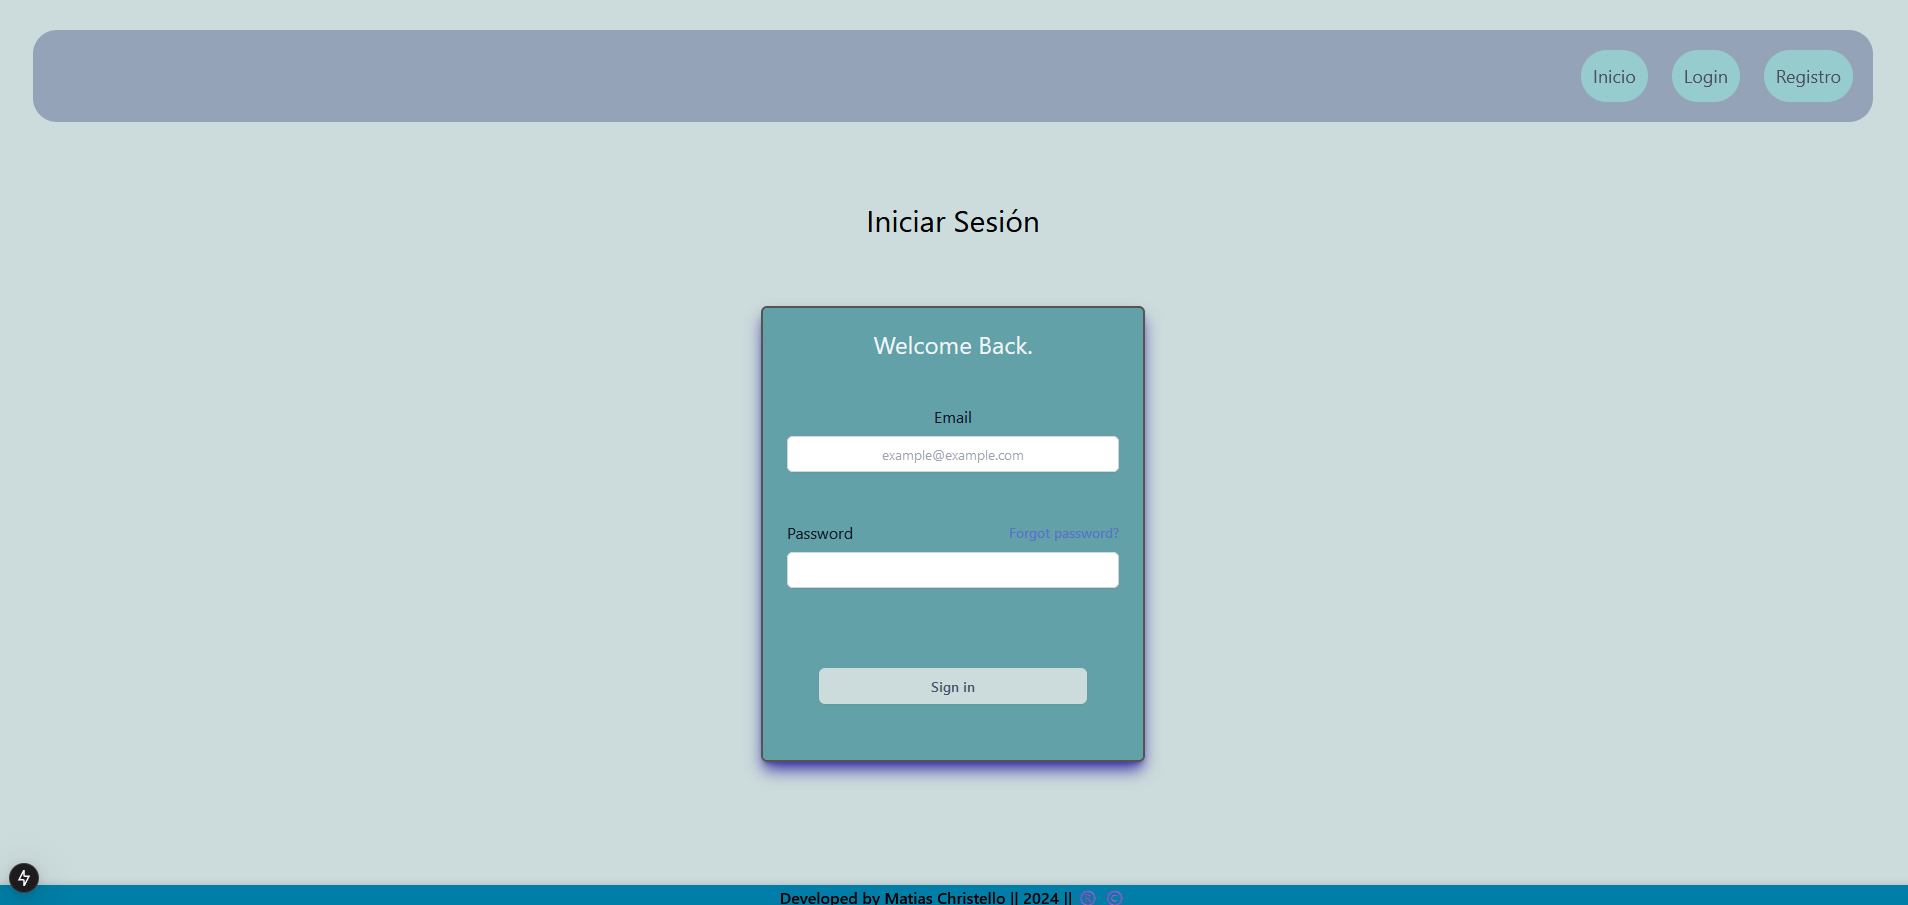 Inicio Login Registro
Iniciar Sesión
Welcome Back.
Email
example@example.com
Password Forgot password?
Sign in
Developed by Matias Christello || 2024 || ® ©